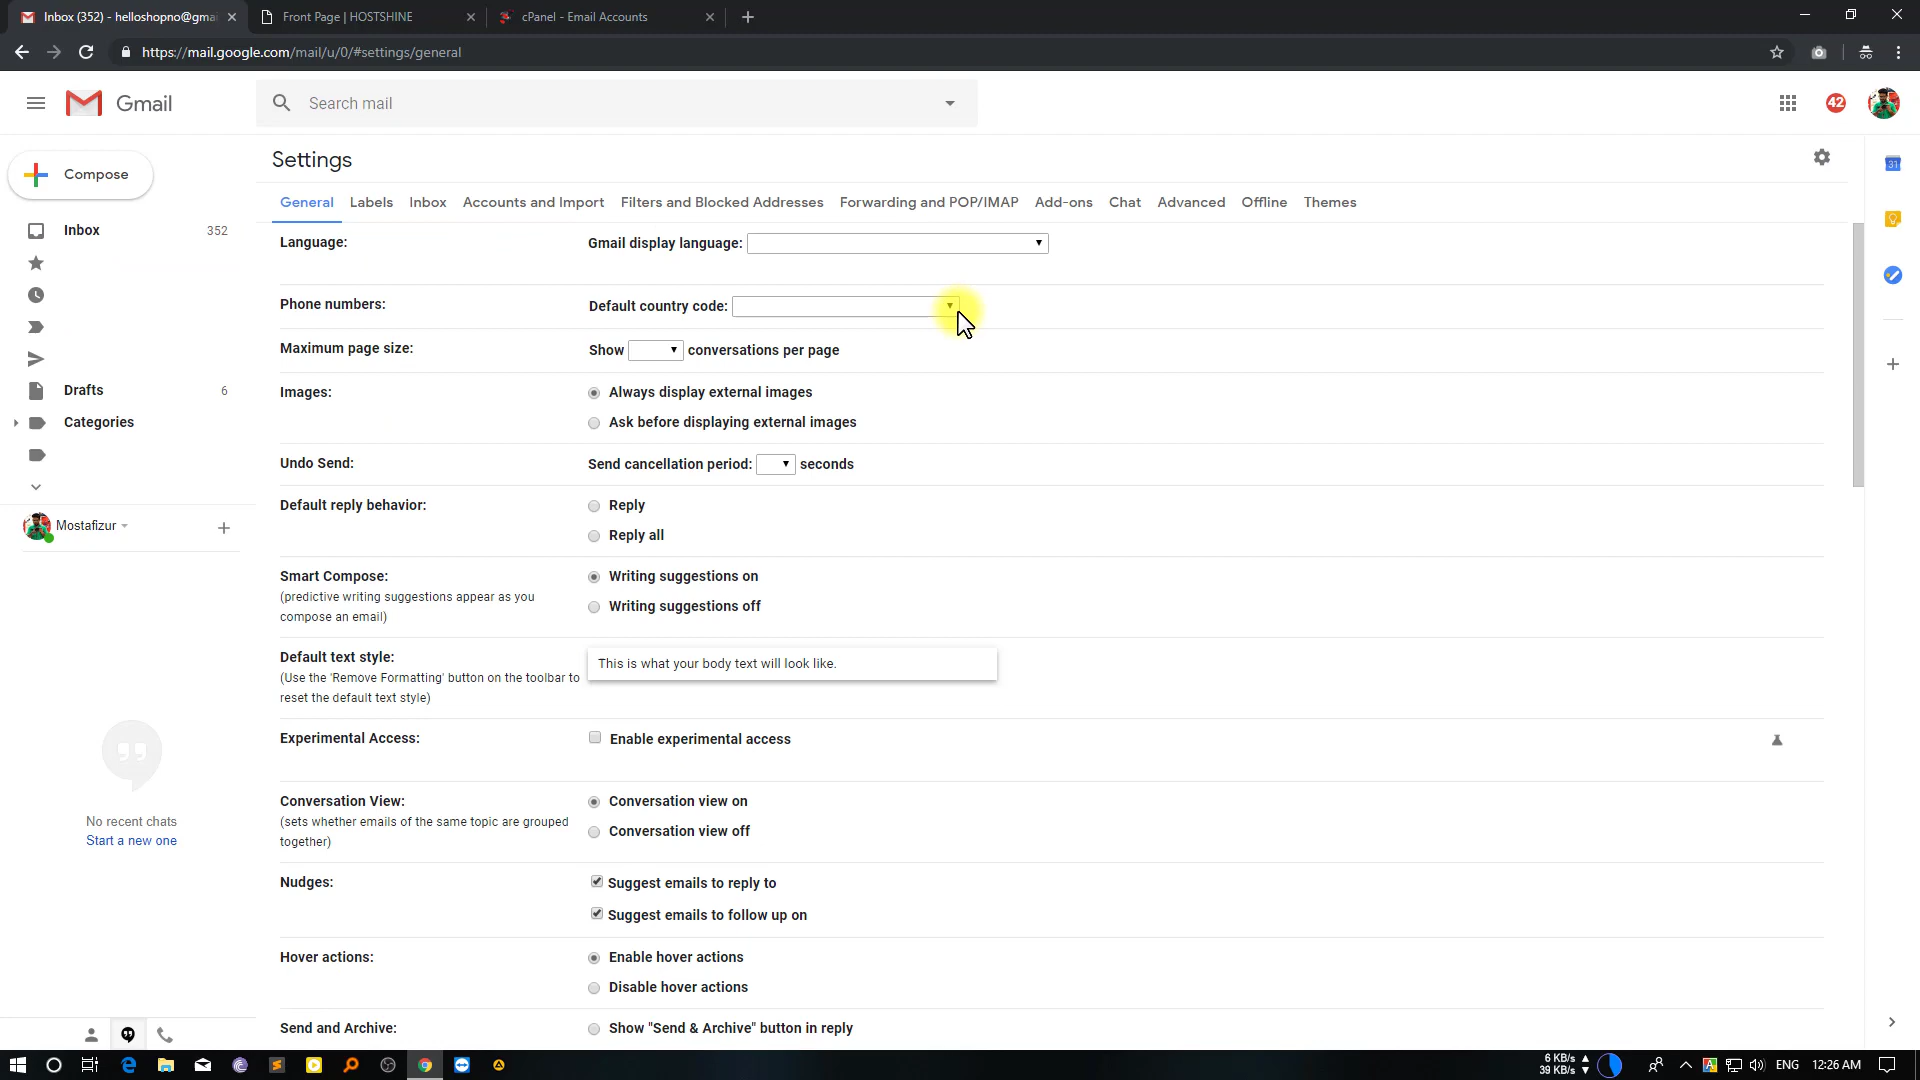 Inbox (352) - helloshopno@gmai
Front Page | HOSTSHINE
cPanel - Email Accounts
https://mail.google.com/mail/u/0/#settings/general
Gmail
Search mail
42
Compose
Settings
31
General Labels Inbox Accounts and Import Filters and Blocked Addresses Forwarding and POP/IMAP Add-ons Chat Advanced Offline Themes
Inbox 352
Drafts 6
Categories
Mostafizur
No recent chats
Start a new one
Language: Gmail display language:
Phone numbers: Default country code:
Maximum page size: Show conversations per page
Images: Always display external images
Ask before displaying external images
Undo Send: Send cancellation period: seconds
Default reply behavior: Reply
Reply all
Smart Compose: Writing suggestions on
(predictive writing suggestions appear as you
compose an email)
Writing suggestions off
Default text style:
(Use the 'Remove Formatting' button on the toolbar to
reset the default text style)
This is what your body text will look like.
Experimental Access: Enable experimental access
Conversation View: Conversation view on
(sets whether emails of the same topic are grouped
together)
Conversation view off
Nudges: Suggest emails to reply to
Suggest emails to follow up on
Hover actions: Enable hover actions
Disable hover actions
Send and Archive: Show "Send & Archive" button in reply
6 KB/s
39 KB/s
ENG
12:26 AM